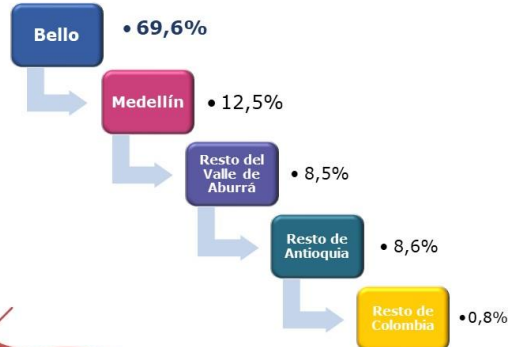 Bello
• 69,6%
Medellín
• 12,5%
Resto del
Valle de
Aburrá
• 8,5%
Resto de
Antioquia
• 8,6%
Resto de
Colombia
•0,8%